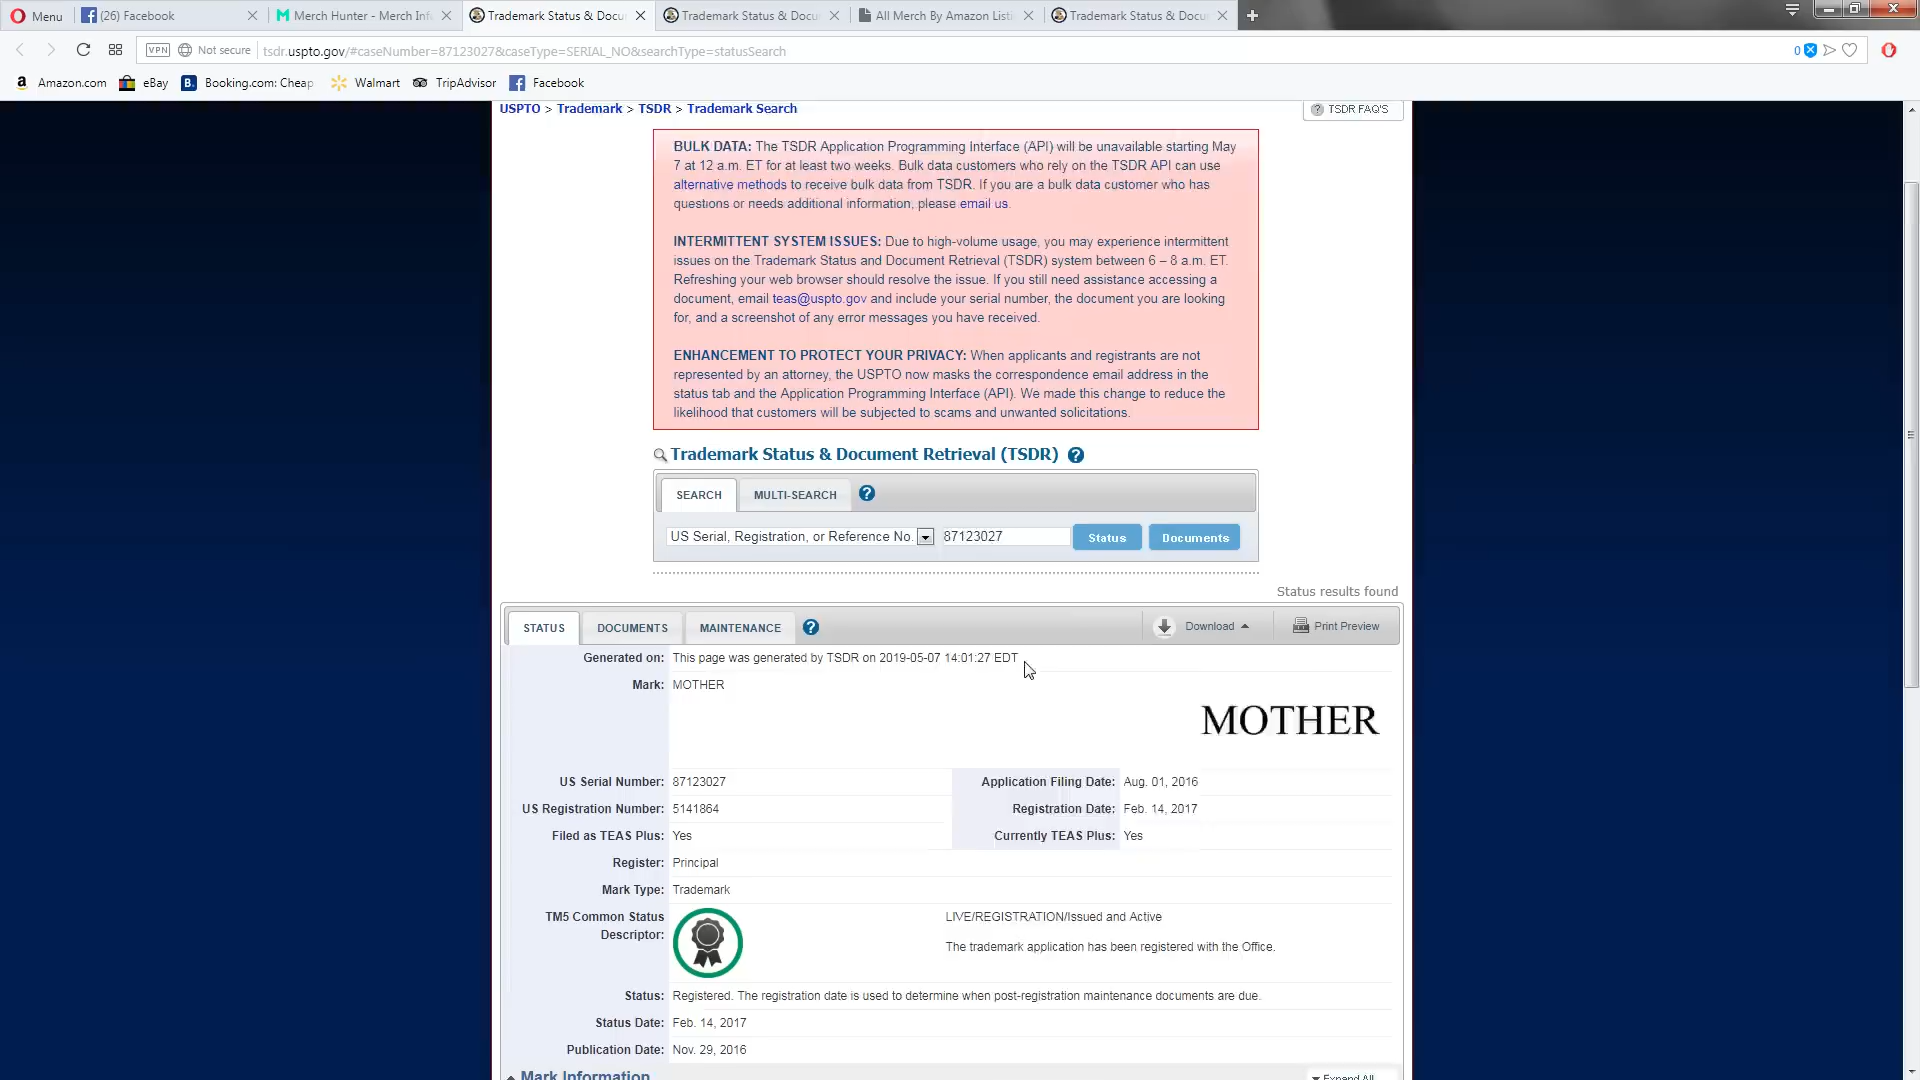 Menu
(26) Facebook
Merch Hunter - Merch Inf
Trademark Status & Docu
Trademark Status & Docu
All Merch By Amazon Listi
Trademark Status & Docu
VPN
Not secure
tsdr.uspto.gov/#caseNumber=87123027&caseType=SERIAL_NO&searchType=statusSearch
0
Amazon.com
eBay
Booking.com: Cheap
Walmart
TripAdvisor
Facebook
USPTO > Trademark > TSDR > Trademark Search
TSDR FAQ'S
BULK DATA: The TSDR Application Programming Interface (API) will be unavailable starting May
7 at 12 a.m. ET for at least two weeks. Bulk data customers who rely on the TSDR API can use
alternative methods to receive bulk data from TSDR. If you are a bulk data customer who has
questions or needs additional information, please email us.
INTERMITTENT SYSTEM ISSUES: Due to high-volume usage, you may experience intermittent
issues on the Trademark Status and Document Retrieval (TSDR) system between 6 – 8 a.m. ET.
Refreshing your web browser should resolve the issue. If you still need assistance accessing a
document, email teas@uspto.gov and include your serial number, the document you are looking
for, and a screenshot of any error messages you have received.
ENHANCEMENT TO PROTECT YOUR PRIVACY: When applicants and registrants are not
represented by an attorney, the USPTO now masks the correspondence email address in the
status tab and the Application Programming Interface (API). We made this change to reduce the
likelihood that customers will be subjected to scams and unwanted solicitations.
Trademark Status & Document Retrieval (TSDR)
SEARCH
MULTI-SEARCH
US Serial, Registration, or Reference No.
87123027
Status
Documents
Status results found
STATUS
DOCUMENTS
MAINTENANCE
Download
Print Preview
Generated on: This page was generated by TSDR on 2019-05-07 14:01:27 EDT
Mark: MOTHER
MOTHER
US Serial Number: 87123027
Application Filing Date: Aug. 01, 2016
US Registration Number: 5141864
Registration Date: Feb. 14, 2017
Filed as TEAS Plus: Yes
Currently TEAS Plus: Yes
Register: Principal
Mark Type: Trademark
TM5 Common Status
Descriptor:
LIVE/REGISTRATION/Issued and Active
The trademark application has been registered with the Office.
Status: Registered. The registration date is used to determine when post-registration maintenance documents are due.
Status Date: Feb. 14, 2017
Publication Date: Nov. 29, 2016
Mark Information
Expand All